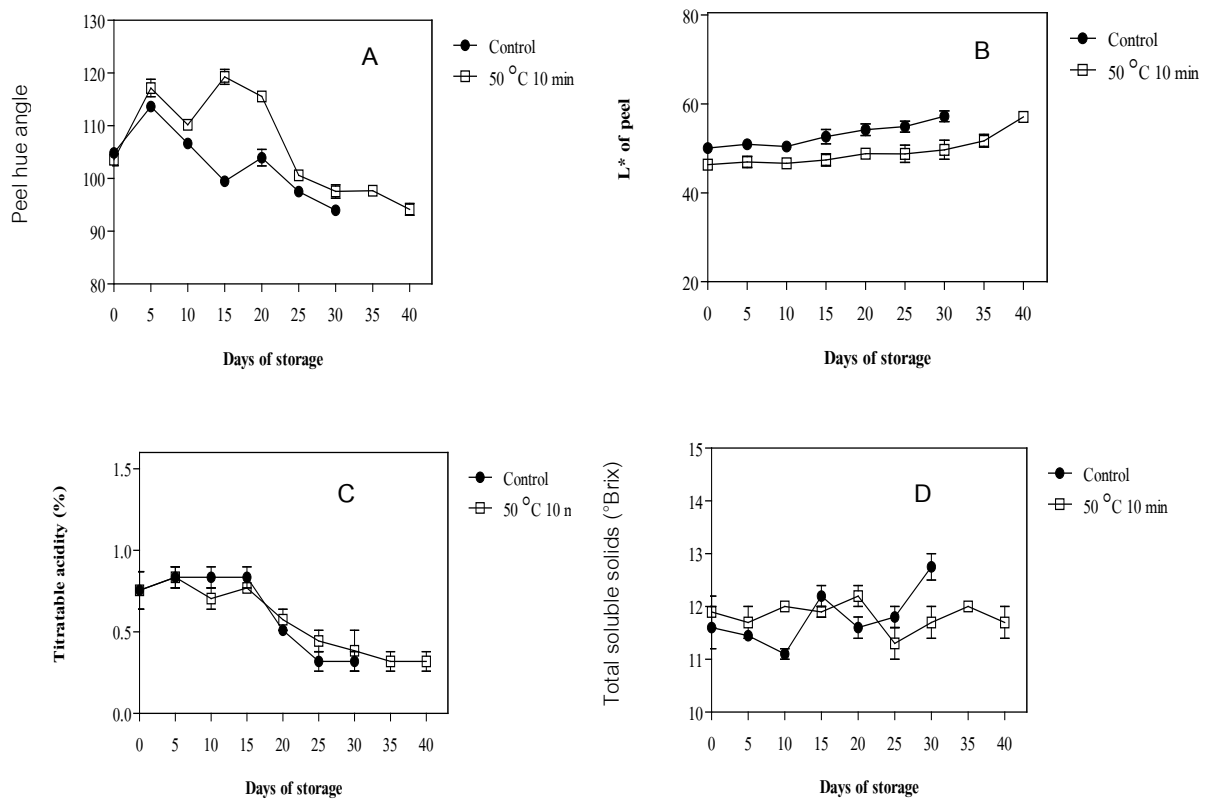 130
120
110
100
90
80
Peel hue angle
A
0 5 10 15 20 25 30 35 40
Days of storage
Control
50 °C 10 min
80
60
40
20
L* of peel
B
0 5 10 15 20 25 30 35 40
Days of storage
Control
50 °C 10 min
1.5
1.0
0.5
0.0
Titratable acidity (%)
C
0 5 10 15 20 25 30 35 40
Days of storage
Control
50 °C 10 n
15
14
13
12
11
10
Total soluble solids (°Brix)
D
0 5 10 15 20 25 30 35 40
Days of storage
Control
50 °C 10 min